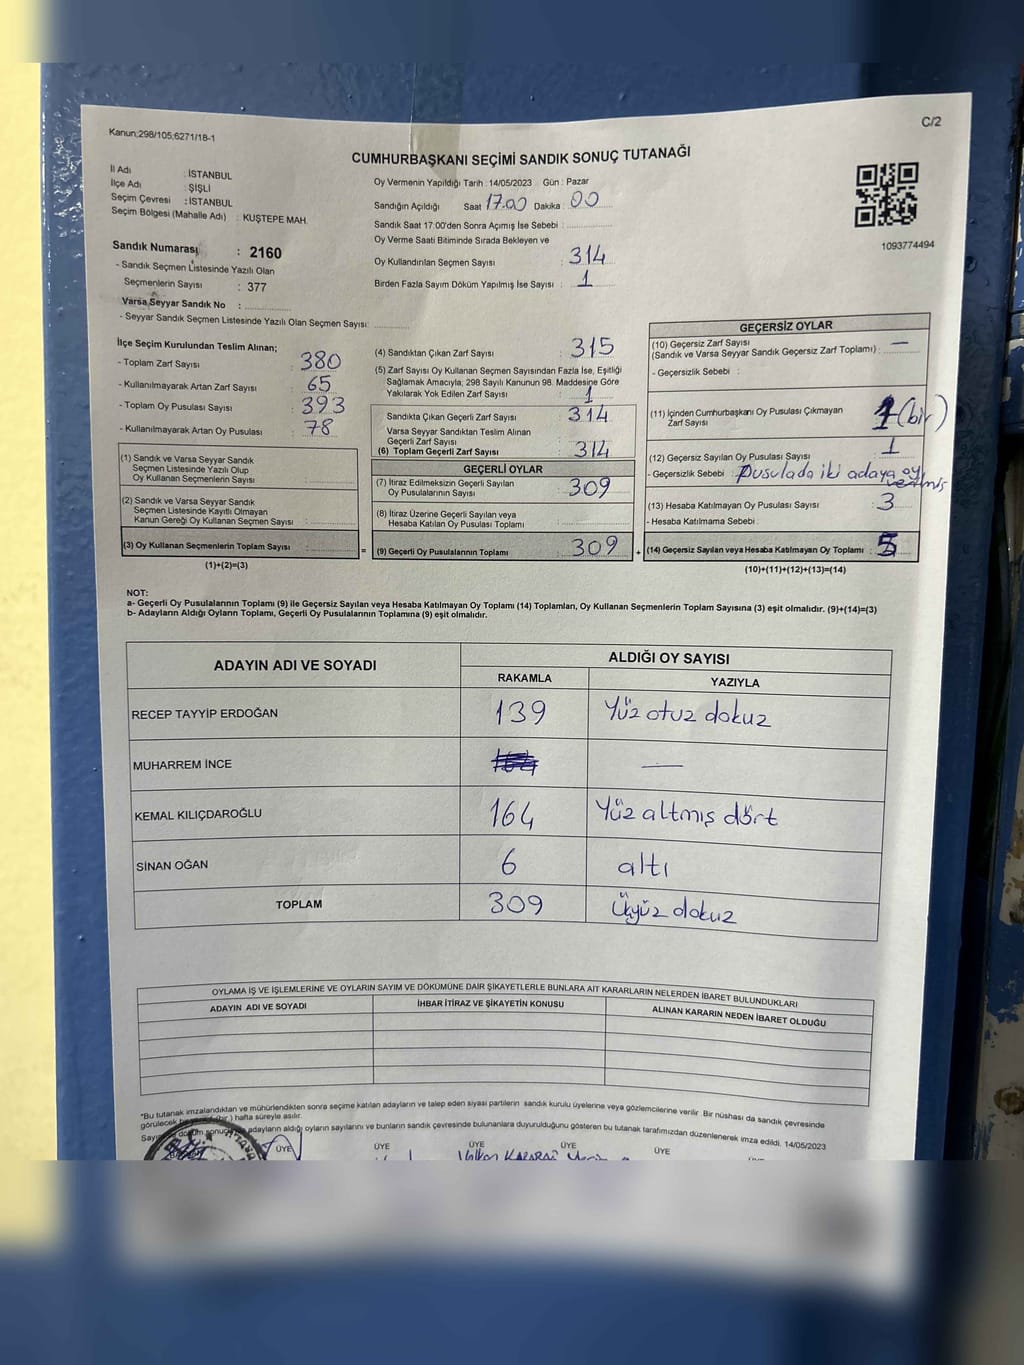 Kanun;298/105;6271/18-1
C/2
CUMHURBAŞKANI SEÇİMİ SANDIK SONUÇ TUTANAĞI
İl Adı : İSTANBUL
İlçe Adı : ŞİŞLİ
Seçim Çevresi : İSTANBUL
Seçim Bölgesi (Mahalle Adı) : KUŞTEPE MAH.
Sandık Numarası : 2160
- Sandık Seçmen Listesinde Yazılı Olan
Seçmenlerin Sayısı : 377
Varsa Seyyar Sandık No :
- Seyyar Sandık Seçmen Listesinde Yazılı Olan Seçmen Sayısı:
Oy Vermenin Yapıldığı Tarih :14/05/2023 Gün : Pazar
Sandığın Açıldığı Saat 17.00 Dakika : 00
Sandık Saat 17:00'den Sonra Açımış İse Sebebi :
Oy Verme Saati Bitiminde Sırada Bekleyen ve
Oy Kullandırılan Seçmen Sayısı : 314
Birden Fazla Sayım Döküm Yapılmış İse Sayısı : 1
1093774494
İlçe Seçim Kurulundan Teslim Alınan;
- Toplam Zarf Sayısı : 380
- Kullanılmayarak Artan Zarf Sayısı : 65
- Toplam Oy Pusulası Sayısı : 393
- Kullanılmayarak Artan Oy Pusulası : 78
(4) Sandıktan Çıkan Zarf Sayısı : 315
(5) Zarf Sayısı Oy Kullanan Seçmen Sayısından Fazla İse, Eşitliği
Sağlamak Amacıyla; 298 Sayılı Kanunun 98. Maddesine Göre
Yakılarak Yok Edilen Zarf Sayısı : 1
Sandıkta Çıkan Geçerli Zarf Sayısı : 314
Varsa Seyyar Sandıktan Teslim Alınan
Geçerli Zarf Sayısı :
(6) Toplam Geçerli Zarf Sayısı : 314
GEÇERSİZ OYLAR
(10) Geçersiz Zarf Sayısı
(Sandık ve Varsa Seyyar Sandık Geçersiz Zarf Toplamı) : —
- Geçersizlik Sebebi :
(11) İçinden Cumhurbaşkanı Oy Pusulası Çıkmayan
Zarf Sayısı : 1 (bir)
(12) Geçersiz Sayılan Oy Pusulası Sayısı : 1
- Geçersizlik Sebebi : Pusulada iki adaya oy
verilmiş
(13) Hesaba Katılmayan Oy Pusulası Sayısı : 3
- Hesaba Katılmama Sebebi :
(14) Geçersiz Sayılan veya Hesaba Katılmayan Oy Toplamı : 5
(10)+(11)+(12)+(13)=(14)
(1) Sandık ve Varsa Seyyar Sandık
Seçmen Listesinde Yazılı Olup
Oy Kullanan Seçmenlerin Sayısı :
(2) Sandık ve Varsa Seyyar Sandık
Seçmen Listesinde Kayıtlı Olmayan
Kanun Gereği Oy Kullanan Seçmen Sayısı :
(3) Oy Kullanan Seçmenlerin Toplam Sayısı :
(1)+(2)=(3)
GEÇERLİ OYLAR
(7) İtiraz Edilmeksizin Geçerli Sayılan
Oy Pusulalarının Sayısı : 309
(8) İtiraz Üzerine Geçerli Sayılan veya
Hesaba Katılan Oy Pusulası Toplamı :
= (9) Geçerli Oy Pusulalarının Toplamı : 309 +
NOT:
a- Geçerli Oy Pusulalarının Toplamı (9) ile Geçersiz Sayılan veya Hesaba Katılmayan Oy Toplamı (14) Toplamları, Oy Kullanan Seçmenlerin Toplam Sayısına (3) eşit olmalıdır. (9)+(14)=(3)
b- Adayların Aldığı Oyların Toplamı, Geçerli Oy Pusulalarının Toplamına (9) eşit olmalıdır.
ADAYIN ADI VE SOYADI ALDIĞI OY SAYISI
RAKAMLA YAZIYLA
RECEP TAYYİP ERDOĞAN 139 Yüz otuz dokuz
MUHARREM İNCE —
KEMAL KILIÇDAROĞLU 164 Yüz altmış dört
SİNAN OĞAN 6 altı
TOPLAM 309 Üçyüz dokuz
OYLAMA İŞ VE İŞLEMLERİNE VE OYLARIN SAYIM VE DÖKÜMÜNE DAİR ŞİKAYETLERLE BUNLARA AİT KARARLARIN NELERDEN İBARET BULUNDUKLARI
ADAYIN ADI VE SOYADI İHBAR İTİRAZ VE ŞİKAYETİN KONUSU ALINAN KARARIN NEDEN İBARET OLDUĞU
*Bu tutanak imzalandıktan ve mühürlendikten sonra seçime katılan adayların ve talep eden siyasi partilerin sandık kurulu üyelerine veya gözlemcilerine verilir. Bir nüshası da sandık çevresinde
görülecek bir yere (bir ) hafta süreyle asılır.
adayların aldığı oyların sayılarını ve bunların sandık çevresinde bulunanlara duyurulduğunu gösteren bu tutanak tarafımızdan düzenlenerek imza edildi. 14/05/2023
ÜYE ÜYE ÜYE ÜYE ÜYE